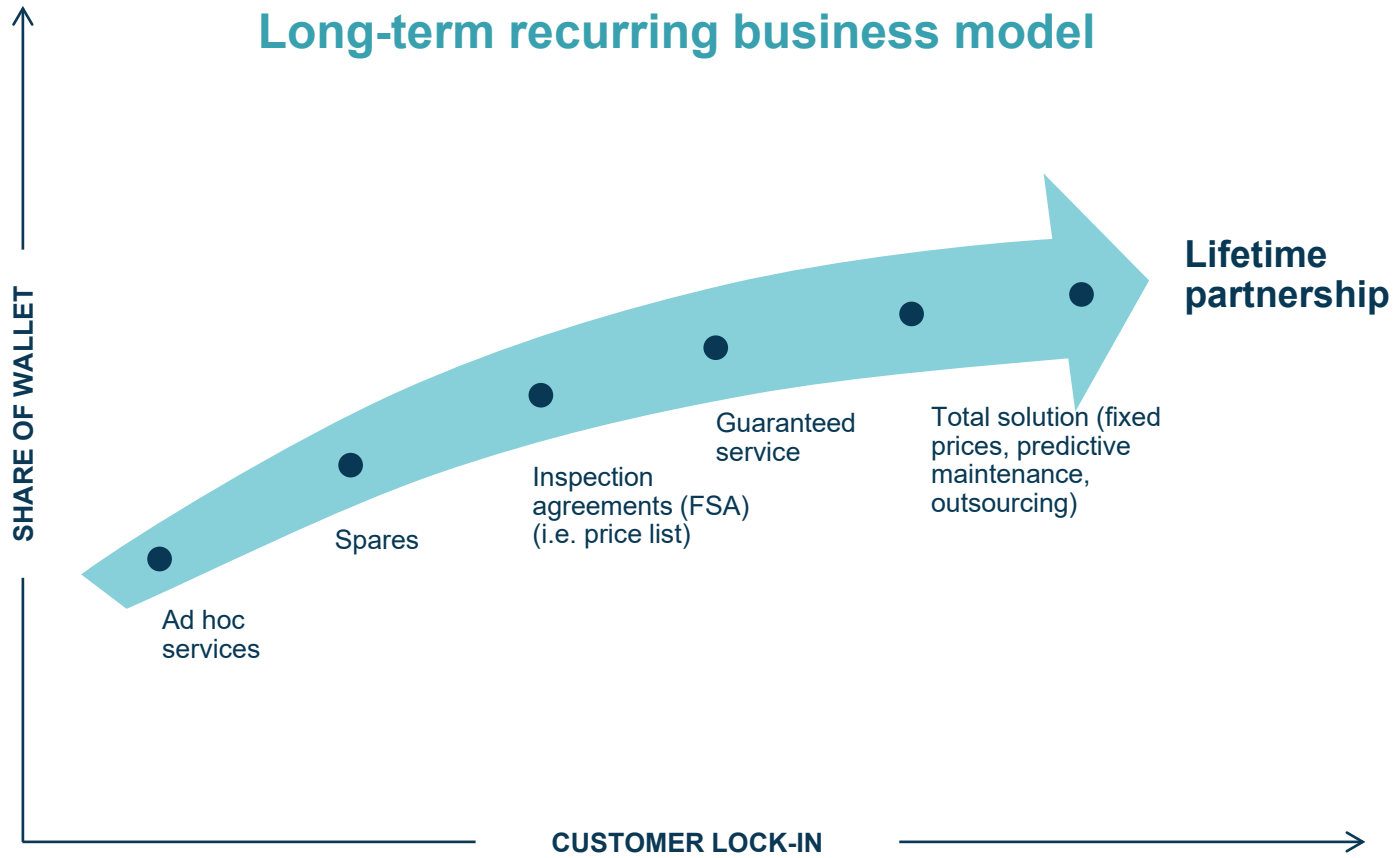 Long-term recurring business model
SHARE OF WALLET
Lifetime
partnership
Total solution (fixed
prices, predictive
maintenance,
outsourcing)
Guaranteed
service
Inspection
agreements (FSA)
(i.e. price list)
Spares
Ad hoc
services
CUSTOMER LOCK-IN